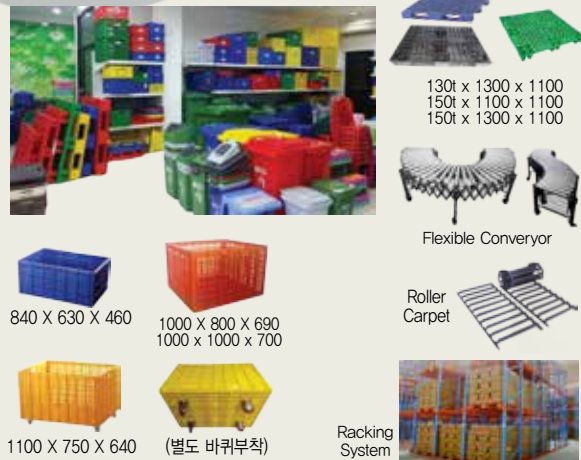 130t x 1300 x 1100
150t x 1100 x 1100
150t x 1300 x 1100
Flexible Converyor
840 X 630 X 460
1000 X 800 X 690
1000 x 1000 x 700
Roller
Carpet
1100 X 750 X 640
(별도 바퀴부착)
Racking
System